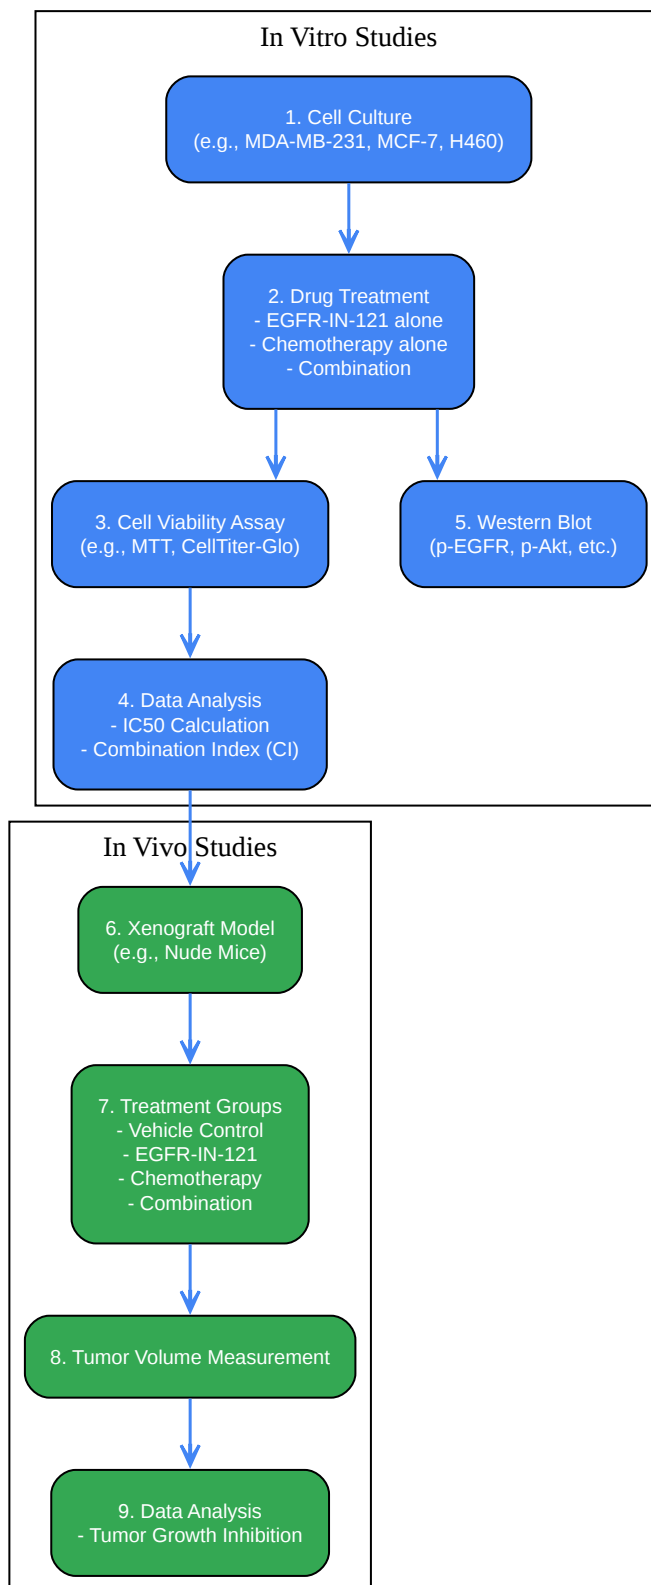 In Vitro Studies
1. Cell Culture
(e.g., MDA-MB-231, MCF-7, H460)
2. Drug Treatment
- EGFR-IN-121 alone
- Chemotherapy alone
- Combination
3. Cell Viability Assay
(e.g., MTT, CellTiter-Glo)
5. Western Blot
(p-EGFR, p-Akt, etc.)
4. Data Analysis
- IC50 Calculation
- Combination Index (CI)
In Vivo Studies
6. Xenograft Model
(e.g., Nude Mice)
7. Treatment Groups
- Vehicle Control
- EGFR-IN-121
- Chemotherapy
- Combination
8. Tumor Volume Measurement
9. Data Analysis
- Tumor Growth Inhibition